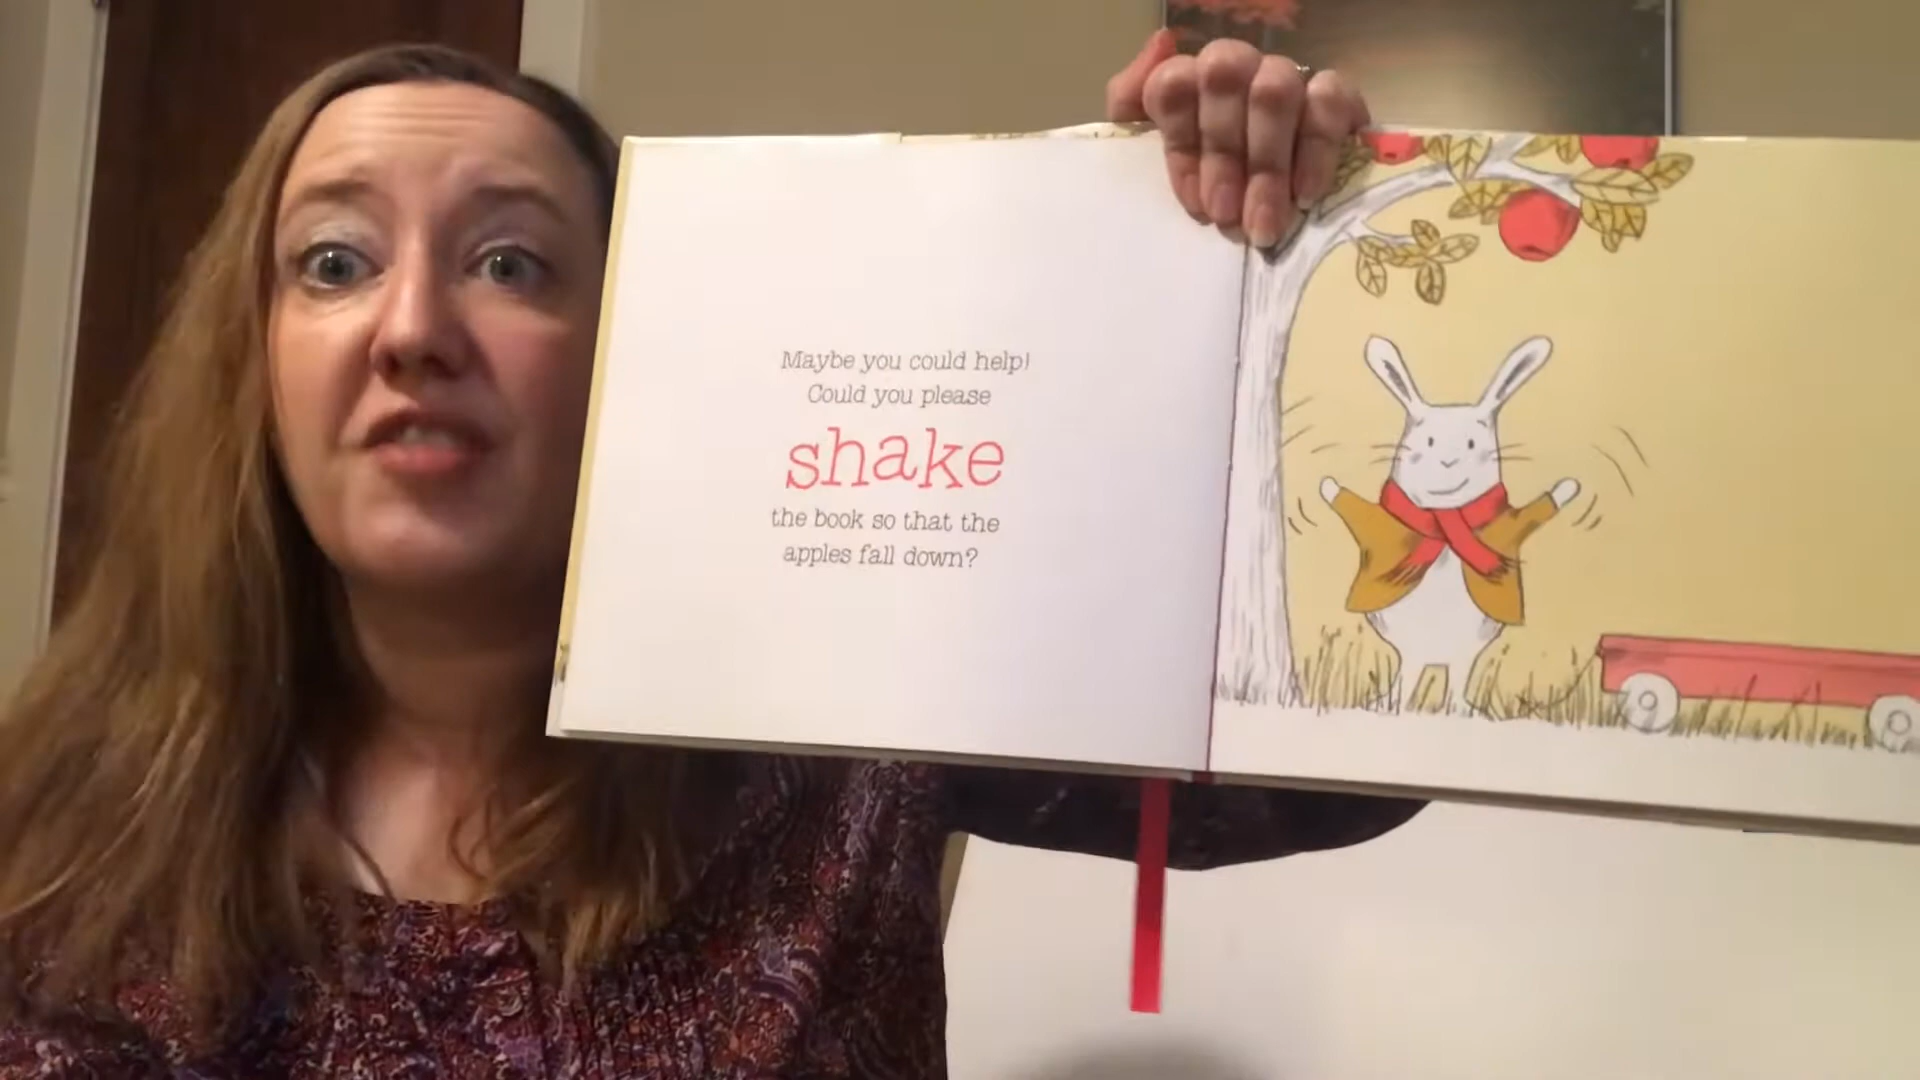 Maybe you could help!
Could you please
shake
the book so that the
apples fall down?